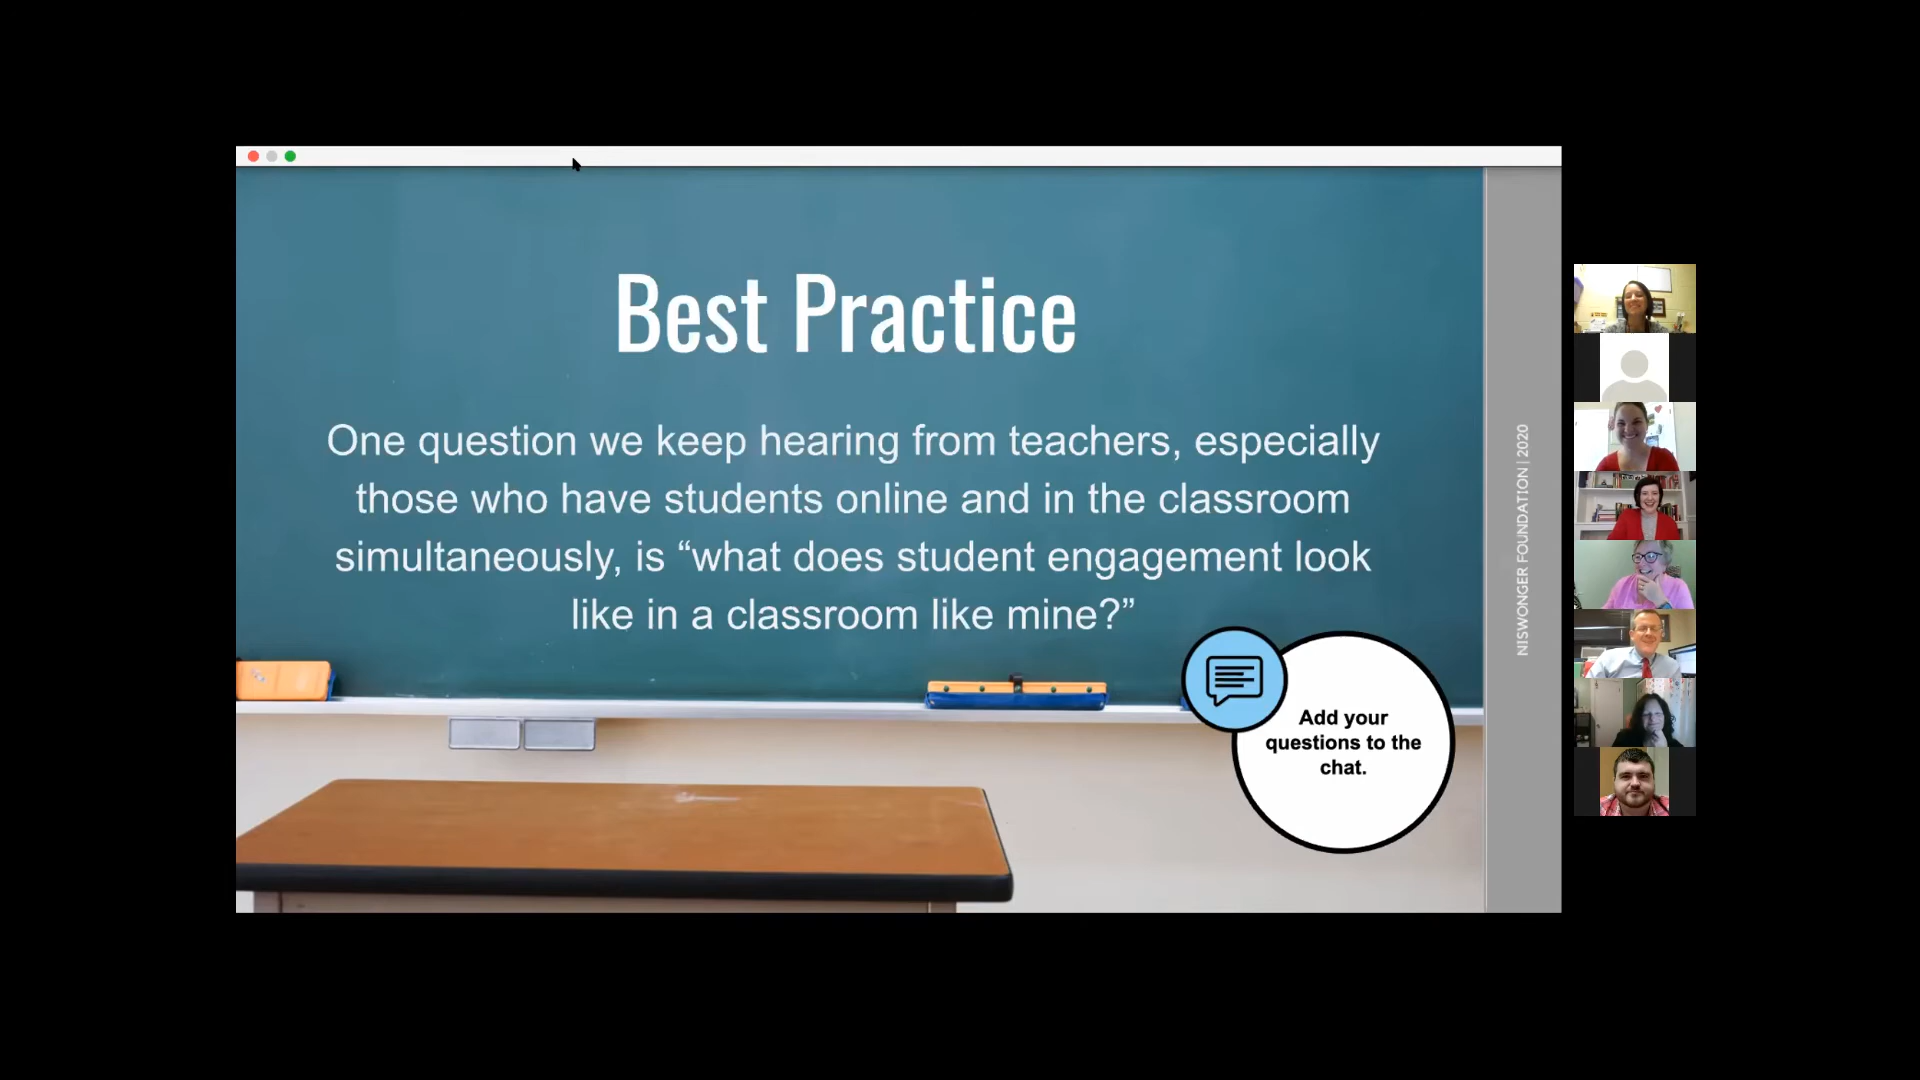 Best Practice
One question we keep hearing from teachers, especially
those who have students online and in the classroom
simultaneously, is “what does student engagement look
like in a classroom like mine?”
Add your
questions to the
chat.
NISWONGER FOUNDATION | 2020